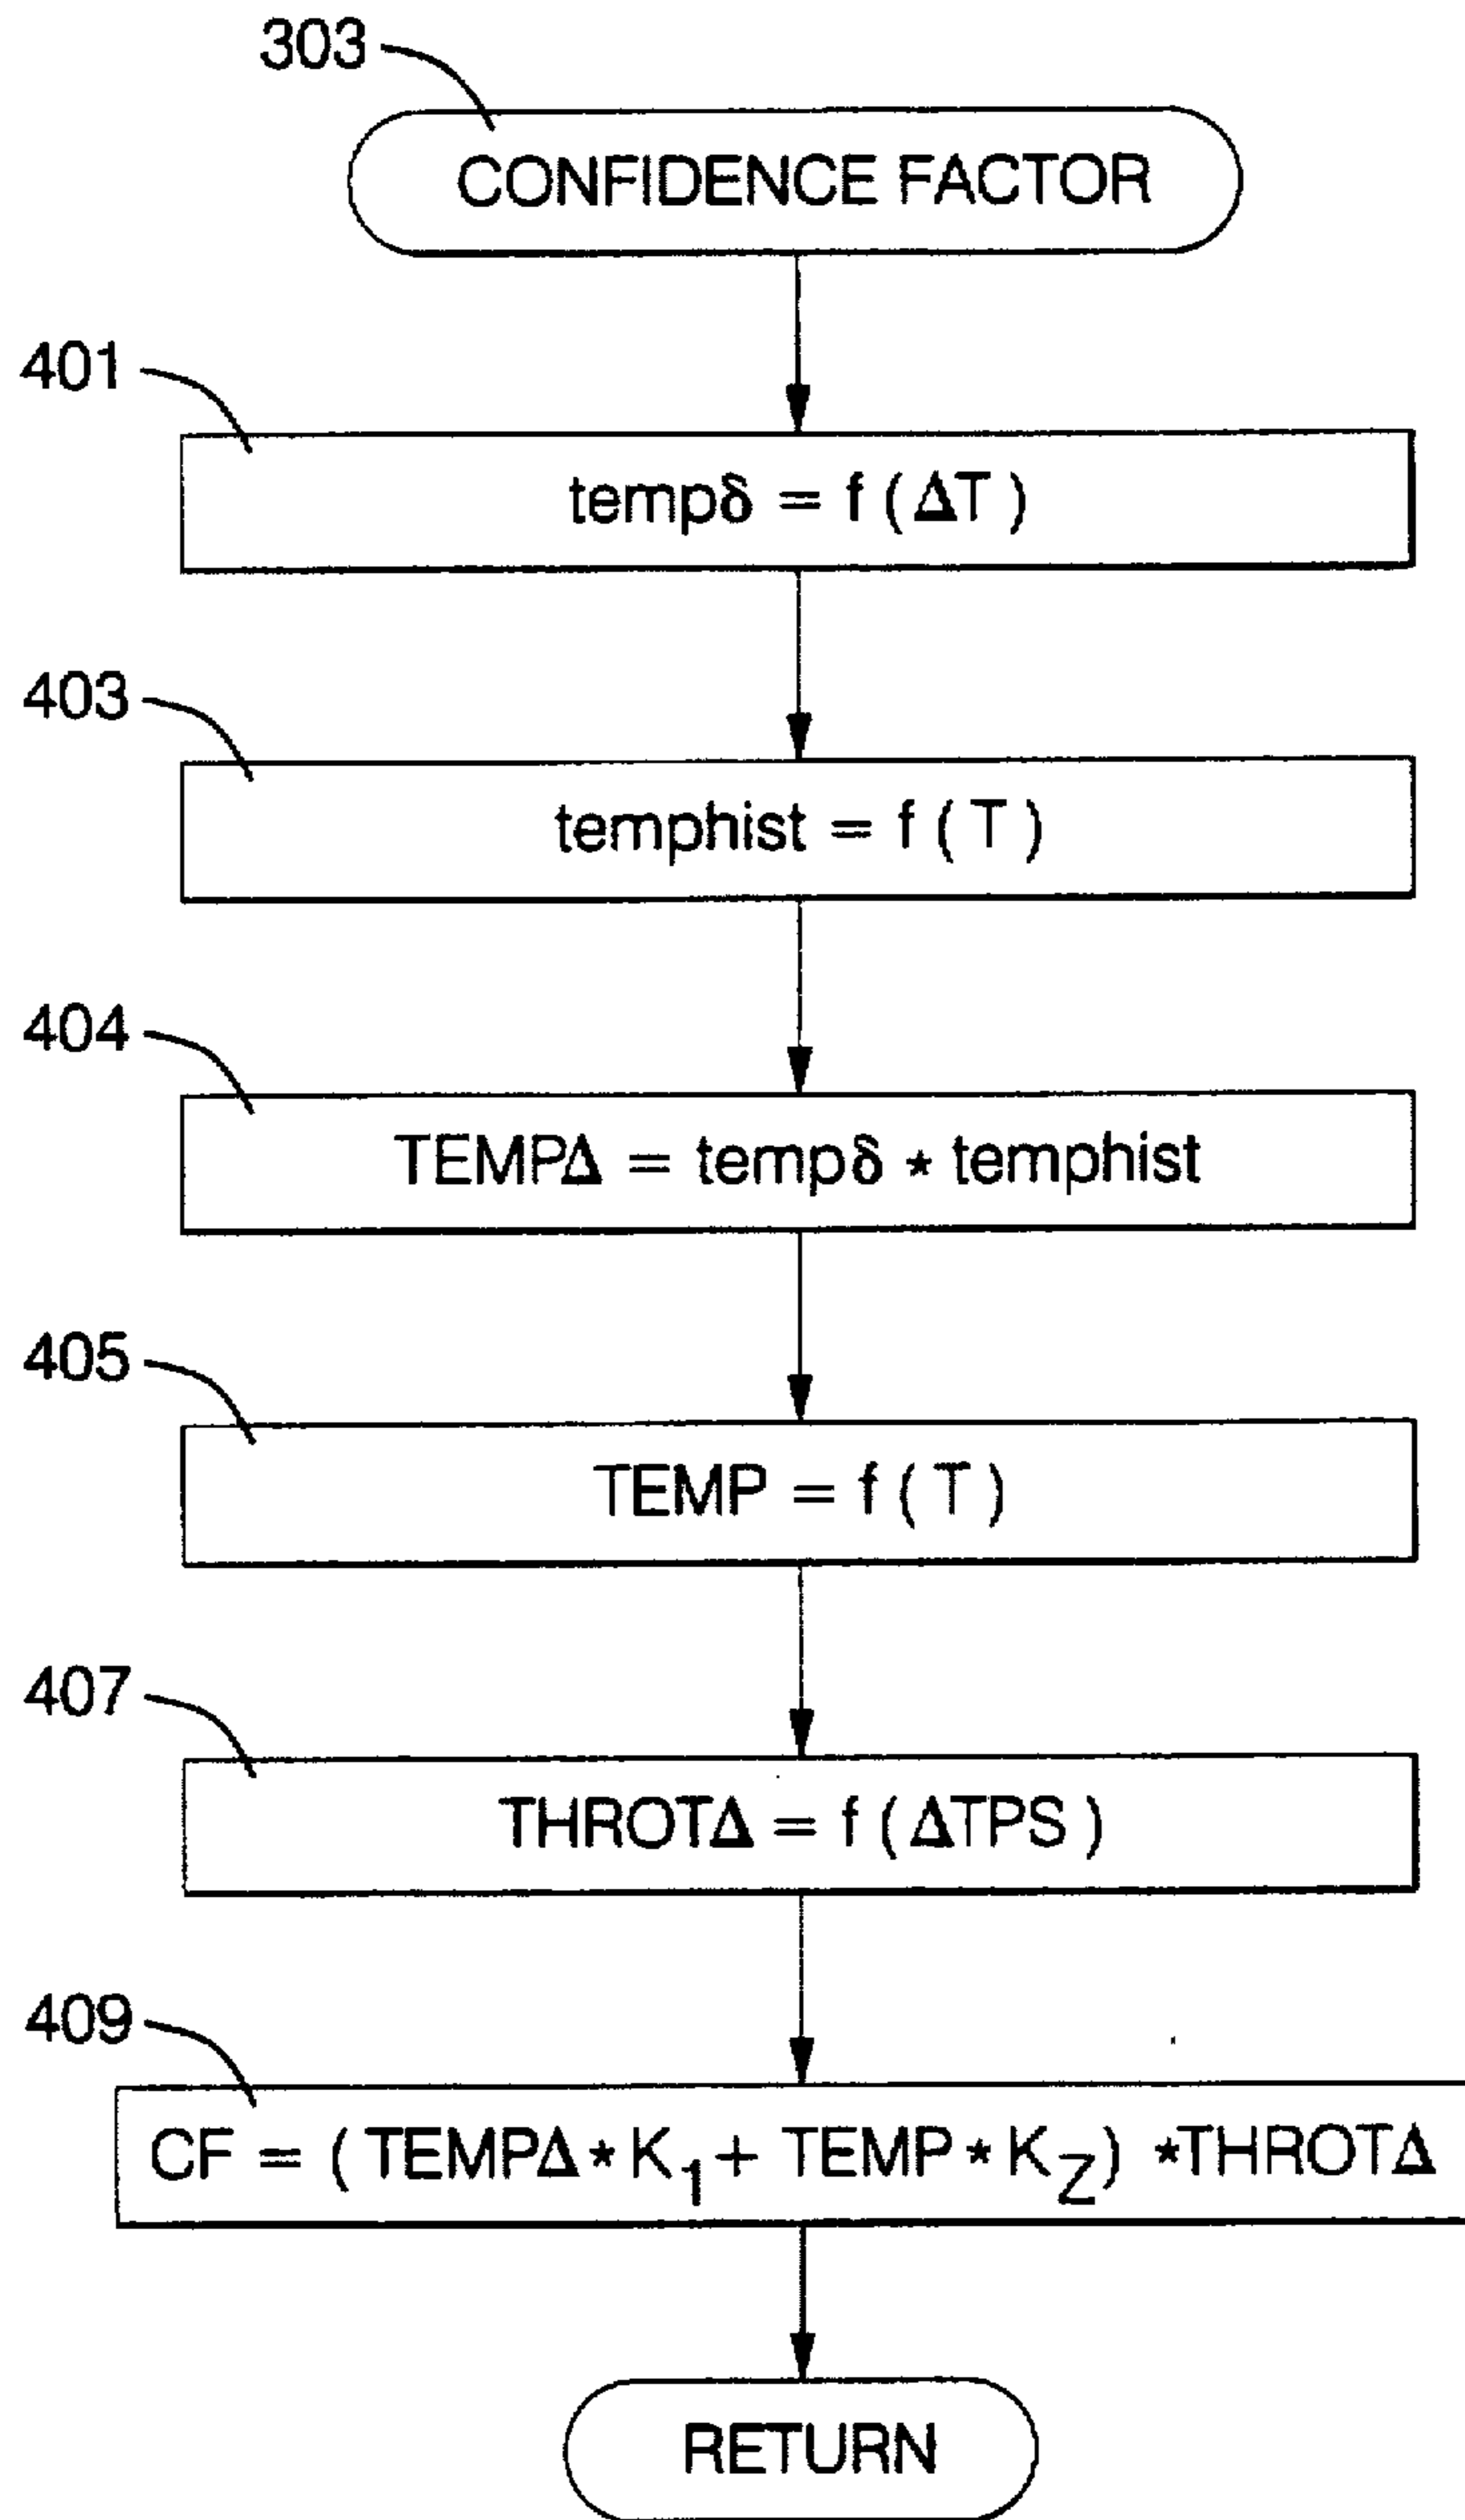 303
CONFIDENCE FACTOR
401
tempδ = f ( ΔT )
403
temphist = f ( T )
404
TEMPΔ = tempδ * temphist
405
TEMP = f ( T )
407
THROTΔ = f ( ΔTPS )
409
CF = ( TEMPΔ * K₁ + TEMP * K_Z ) * THROTΔ
RETURN